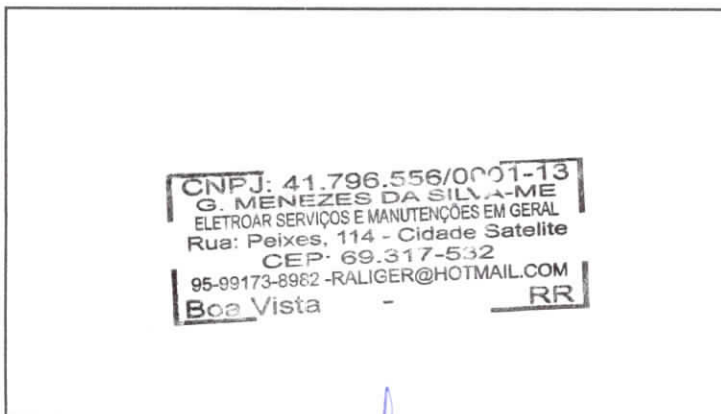 CNPJ: 41.796.556/0001-13
G. MENEZES DA SILVA-ME
ELETROAR SERVIÇOS E MANUTENÇÕES EM GERAL
Rua: Peixes, 114 - Cidade Satelite
CEP: 69.317-532
95-99173-8982 -RALIGER@HOTMAIL.COM
Boa Vista - RR